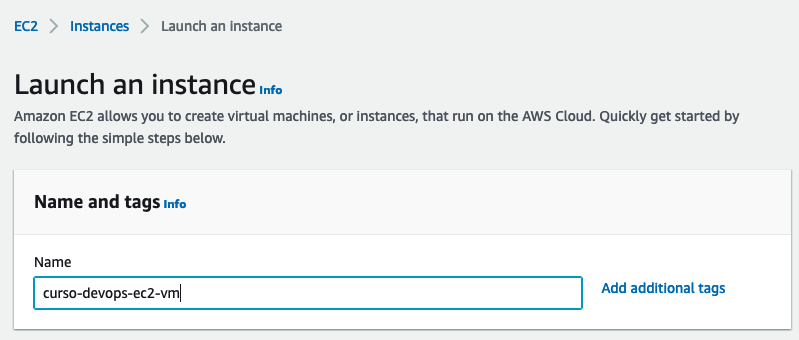 EC2 > Instances > Launch an instance
Launch an instance Info
Amazon EC2 allows you to create virtual machines, or instances, that run on the AWS Cloud. Quickly get started by
following the simple steps below.
Name and tags Info
Name
curso-devops-ec2-vm
Add additional tags